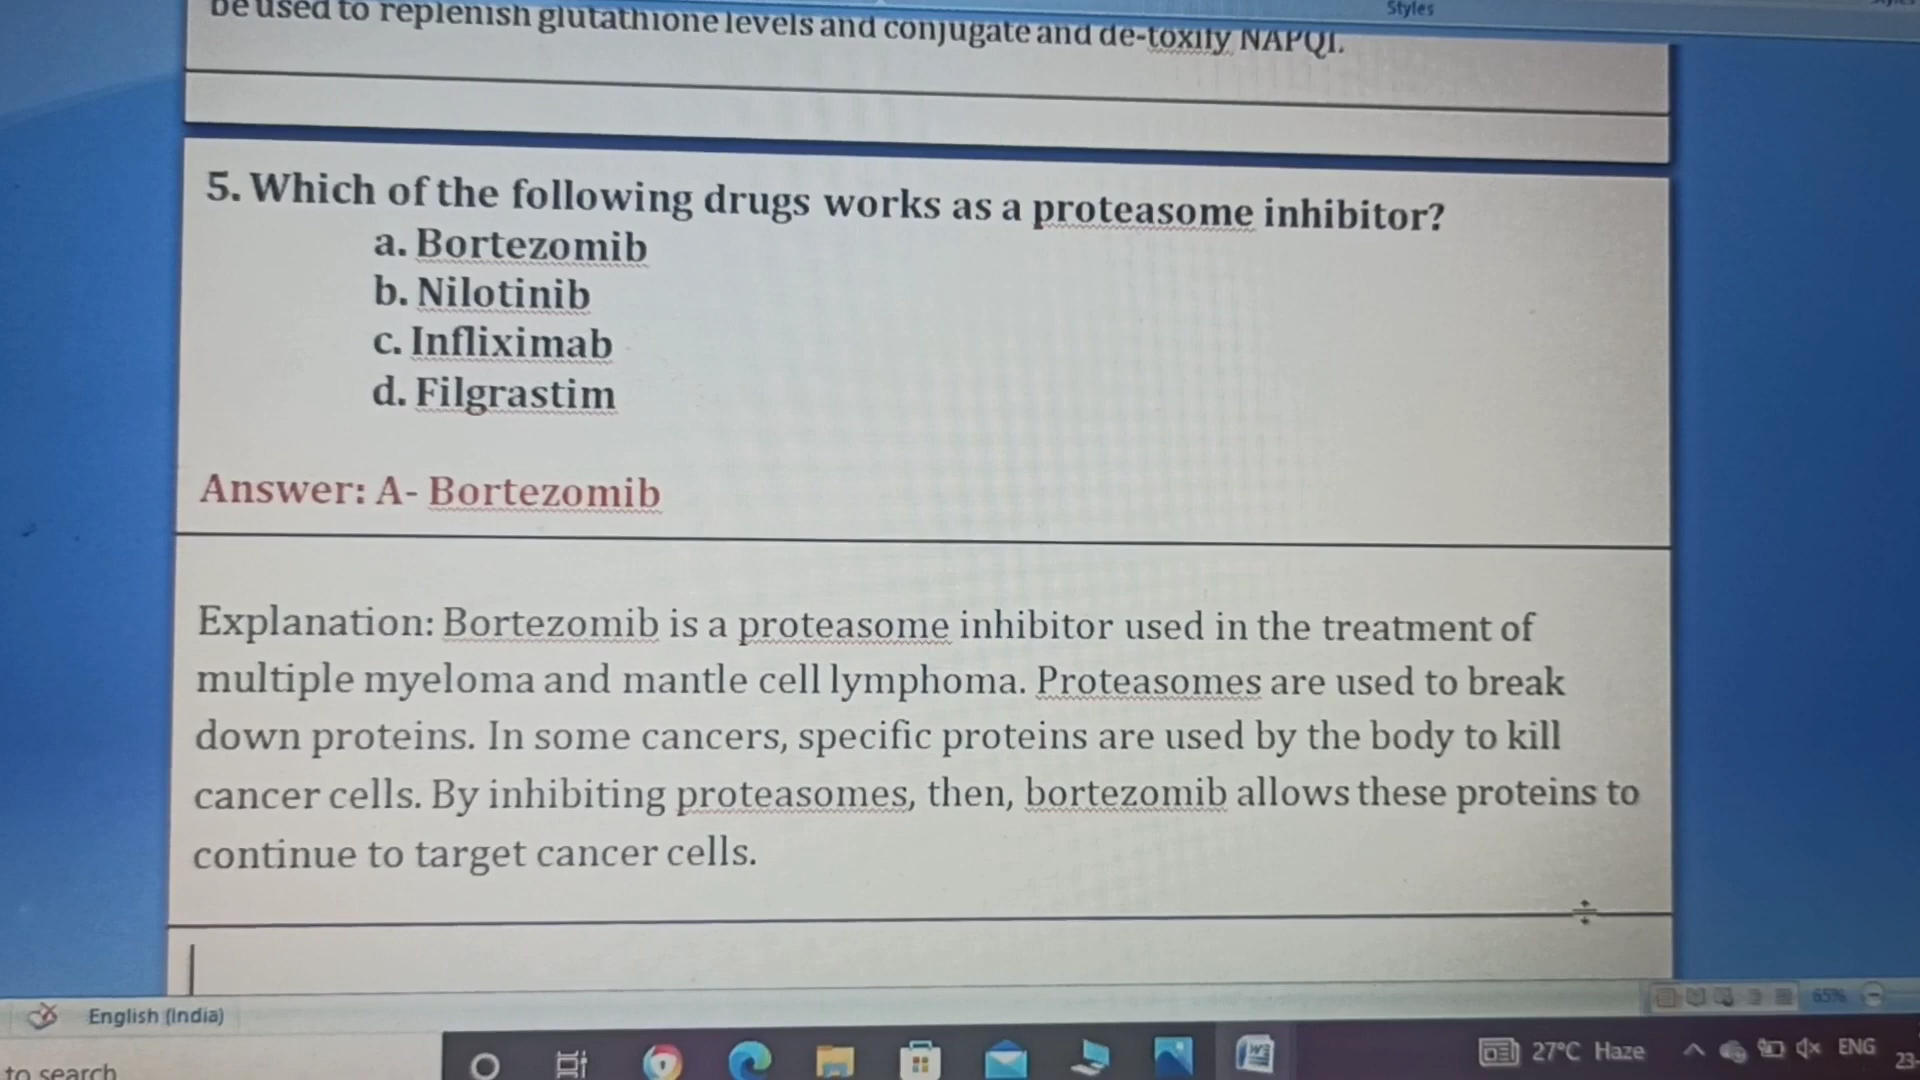 Styles
be used to replenish glutathione levels and conjugate and de-toxify NAPQI.
5. Which of the following drugs works as a proteasome inhibitor?
a. Bortezomib
b. Nilotinib
c. Infliximab
d. Filgrastim
Answer: A- Bortezomib
Explanation: Bortezomib is a proteasome inhibitor used in the treatment of
multiple myeloma and mantle cell lymphoma. Proteasomes are used to break
down proteins. In some cancers, specific proteins are used by the body to kill
cancer cells. By inhibiting proteasomes, then, bortezomib allows these proteins to
continue to target cancer cells.
English (India)
65%
to search
27°C Haze
ENG
23-